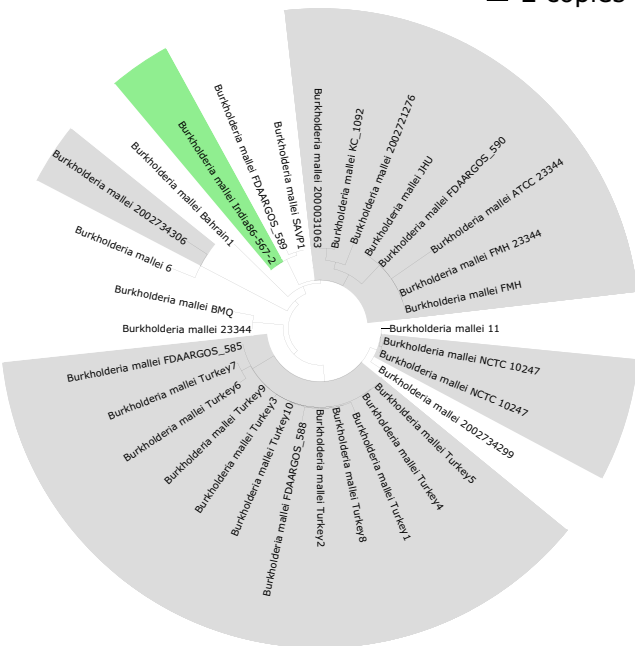 2 copies
Burkholderia mallei 2000031063
Burkholderia mallei KC_1092
Burkholderia mallei 2002721276
Burkholderia mallei JHU
Burkholderia mallei FDAARGOS_590
Burkholderia mallei ATCC 23344
Burkholderia mallei FMH 23344
Burkholderia mallei FMH
Burkholderia mallei 11
Burkholderia mallei NCTC 10247
Burkholderia mallei NCTC 10247
Burkholderia mallei 2002734299
Burkholderia mallei Turkey5
Burkholderia mallei Turkey4
Burkholderia mallei Turkey1
Burkholderia mallei Turkey8
Burkholderia mallei Turkey2
Burkholderia mallei FDAARGOS_588
Burkholderia mallei Turkey10
Burkholderia mallei Turkey3
Burkholderia mallei Turkey9
Burkholderia mallei Turkey6
Burkholderia mallei Turkey7
Burkholderia mallei FDAARGOS_585
Burkholderia mallei 23344
Burkholderia mallei BMQ
Burkholderia mallei 6
Burkholderia mallei 2002734306
Burkholderia mallei Bahrain1
Burkholderia mallei India86-567-2
Burkholderia mallei FDAARGOS_589
Burkholderia mallei SAVP1